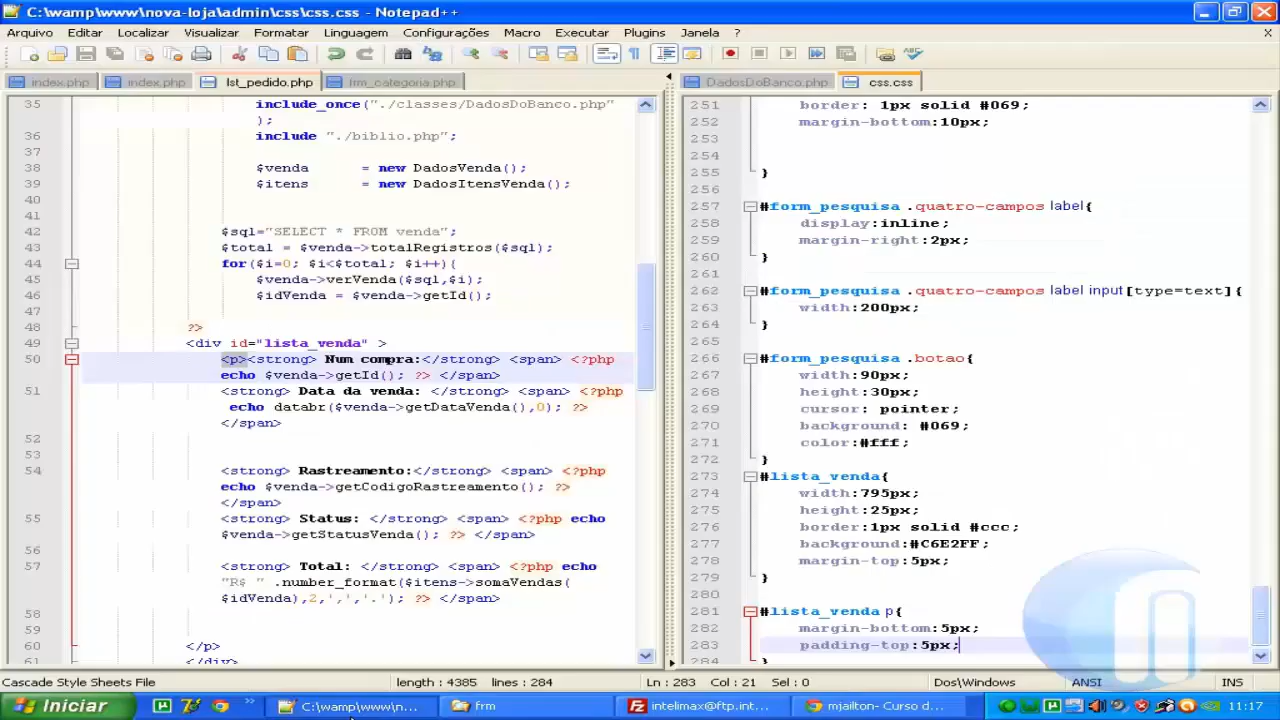 C:\wamp\www\nova-loja\admin\css\css.css - Notepad++
Arquivo Editar Localizar Visualizar Formatar Linguagem Configurações Macro Executar Plugins Janela ? X
index.php index.php lst_pedido.php frm_categoria.php
35 include_once("./classes/DadosDoBanco.php"
);
36 include "./biblio.php";
37
38 $venda = new DadosVenda();
39 $itens = new DadosItensVenda();
40
41
42 $sql="SELECT * FROM venda";
43 $total = $venda->totalRegistros($sql);
44 for($i=0; $i<$total; $i++){
45 $venda->verVenda($sql,$i);
46 $idVenda = $venda->getId();
47
48 ?>
49 <div id="lista_venda" >
50 <p><strong> Num compra:</strong> <span> <?php
echo $venda->getId(); ?> </span>
51 <strong> Data da venda: </strong> <span> <?php
echo databr($venda->getDataVenda(),0); ?>
</span>
52
53
54 <strong> Rastreamento:</strong> <span> <?php
echo $venda->getCodigoRastreamento(); ?>
</span>
55 <strong> Status: </strong> <span> <?php echo
$venda->getStatusVenda(); ?> </span>
56
57 <strong> Total: </strong> <span> <?php echo
"R$ " .number_format($itens->somaVendas(
$idVenda),2,',','.'); ?> </span>
58
59
60 </p>
61 </div>
DadosDoBanco.php css.css
251 border: 1px solid #069;
252 margin-bottom:10px;
253
254
255 }
256
257 #form_pesquisa .quatro-campos label{
258 display:inline;
259 margin-right:2px;
260 }
261
262 #form_pesquisa .quatro-campos label input[type=text]{
263 width:200px;
264 }
265
266 #form_pesquisa .botao{
267 width:90px;
268 height:30px;
269 cursor: pointer;
270 background: #069;
271 color:#fff;
272 }
273 #lista_venda{
274 width:795px;
275 height:25px;
276 border:1px solid #ccc;
277 background:#C6E2FF;
278 margin-top:5px;
279 }
280
281 #lista_venda p{
282 margin-bottom:5px;
283 padding-top:5px;
284 }
Cascade Style Sheets File length : 4385 lines : 284 Ln : 283 Col : 21 Sel : 0 Dos\Windows ANSI INS
Iniciar C:\wamp\www\n... frm intelimax@ftp.int... mjailton- Curso d... 11:17